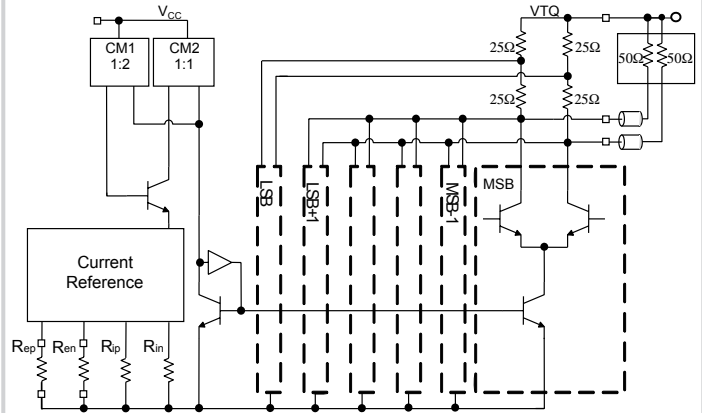 VCC
VTQ
CM1
1:2
CM2
1:1
25Ω
25Ω
50Ω
50Ω
25Ω
25Ω
LSB
LSB+1
MSB-1
MSB
Current
Reference
Rep
Ren
Rip
Rin